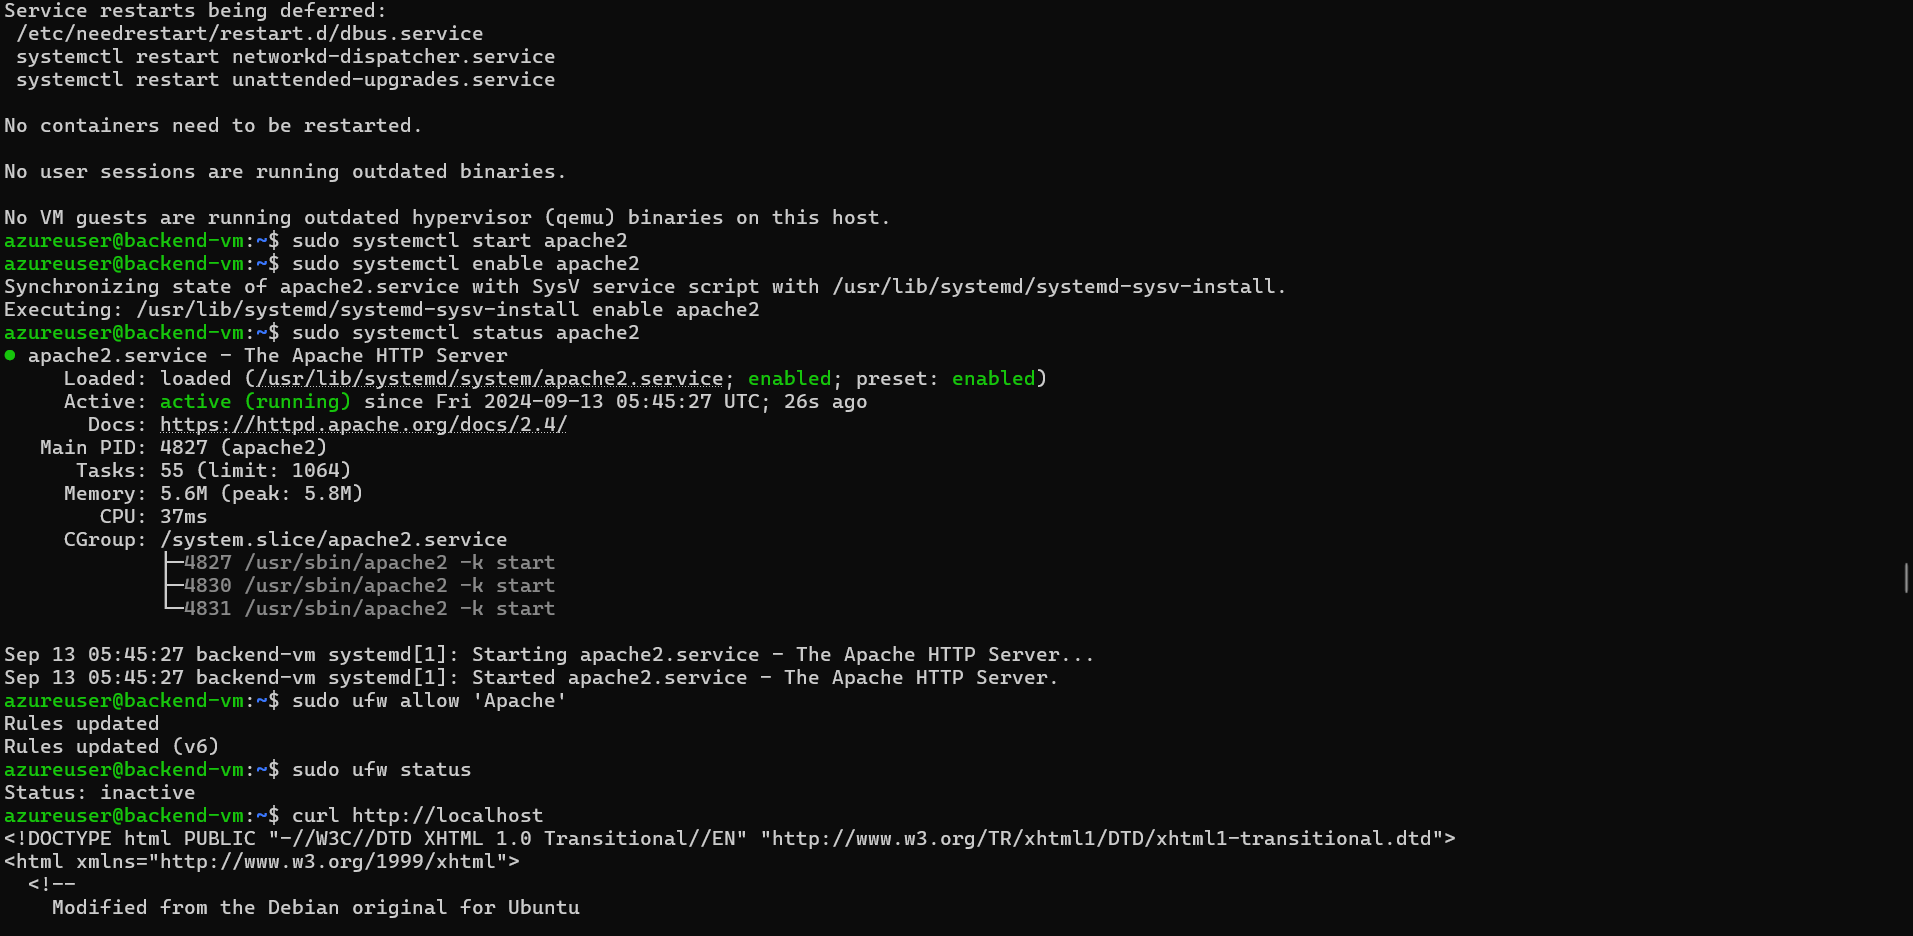 Service restarts being deferred:
 /etc/needrestart/restart.d/dbus.service
 systemctl restart networkd-dispatcher.service
 systemctl restart unattended-upgrades.service

No containers need to be restarted.

No user sessions are running outdated binaries.

No VM guests are running outdated hypervisor (qemu) binaries on this host.
azureuser@backend-vm:~$ sudo systemctl start apache2
azureuser@backend-vm:~$ sudo systemctl enable apache2
Synchronizing state of apache2.service with SysV service script with /usr/lib/systemd/systemd-sysv-install.
Executing: /usr/lib/systemd/systemd-sysv-install enable apache2
azureuser@backend-vm:~$ sudo systemctl status apache2
● apache2.service - The Apache HTTP Server
     Loaded: loaded (/usr/lib/systemd/system/apache2.service; enabled; preset: enabled)
     Active: active (running) since Fri 2024-09-13 05:45:27 UTC; 26s ago
       Docs: https://httpd.apache.org/docs/2.4/
   Main PID: 4827 (apache2)
      Tasks: 55 (limit: 1064)
     Memory: 5.6M (peak: 5.8M)
        CPU: 37ms
     CGroup: /system.slice/apache2.service
             ├─4827 /usr/sbin/apache2 -k start
             ├─4830 /usr/sbin/apache2 -k start
             └─4831 /usr/sbin/apache2 -k start

Sep 13 05:45:27 backend-vm systemd[1]: Starting apache2.service - The Apache HTTP Server...
Sep 13 05:45:27 backend-vm systemd[1]: Started apache2.service - The Apache HTTP Server.
azureuser@backend-vm:~$ sudo ufw allow 'Apache'
Rules updated
Rules updated (v6)
azureuser@backend-vm:~$ sudo ufw status
Status: inactive
azureuser@backend-vm:~$ curl http://localhost
<!DOCTYPE html PUBLIC "-//W3C//DTD XHTML 1.0 Transitional//EN" "http://www.w3.org/TR/xhtml1/DTD/xhtml1-transitional.dtd">
<html xmlns="http://www.w3.org/1999/xhtml">
  <!--
    Modified from the Debian original for Ubuntu